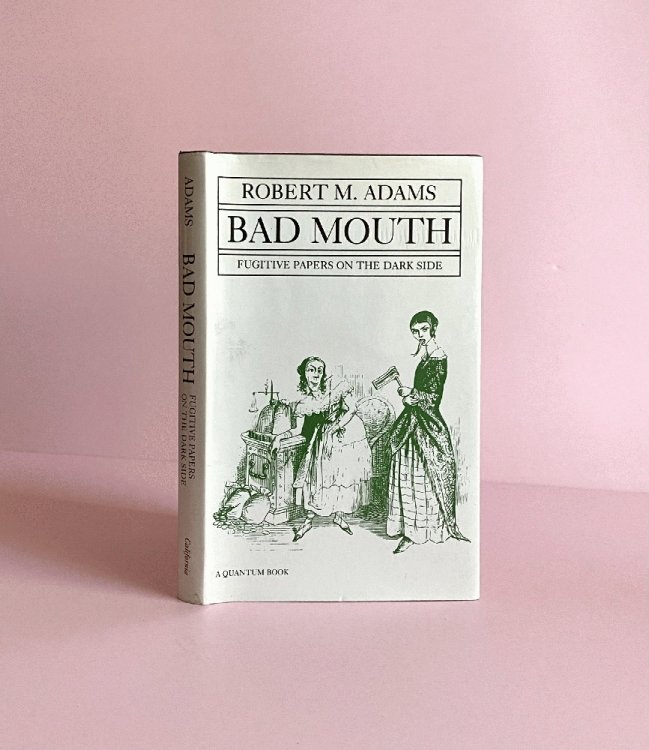 ROBERT M. ADAMS
BAD MOUTH
FUGITIVE PAPERS ON THE DARK SIDE
A QUANTUM BOOK
ADAMS
BAD MOUTH
FUGITIVE PAPERS
ON THE DARK SIDE
California